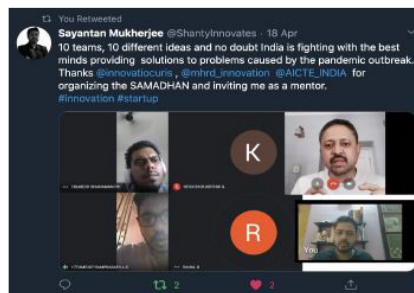 You Retweeted
Sayantan Mukherjee @ShantyInnovates · 18 Apr
10 teams, 10 different ideas and no doubt India is fighting with the best
minds providing solutions to problems caused by the pandemic outbreak.
Thanks @innovatiocuris , @mhrd_innovation @AICTE_INDIA for
organizing the SAMADHAN and inviting me as a mentor.
#innovation #startup
K
R
You
2
2